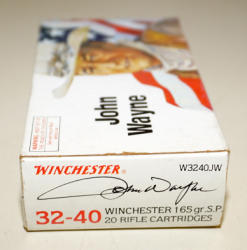 John
Wayne
WINCHESTER®
W3240JW
John Wayne
32-40
WINCHESTER 165 gr. S.P.
20 RIFLE CARTRIDGES